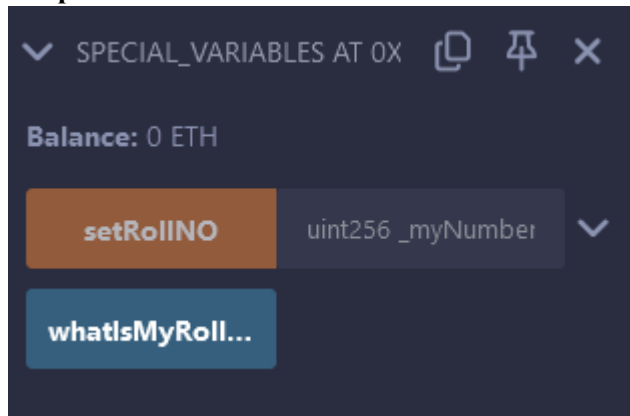 SPECIAL_VARIABLES AT 0X
Balance: 0 ETH
setRollNO uint256 _myNumber
whatIsMyRoll...